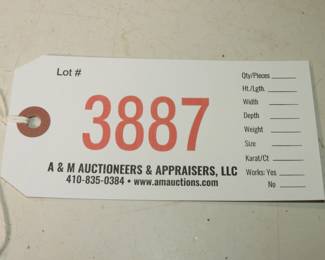 Lot #
3887
A & M AUCTIONEERS & APPRAISERS, LLC
410-835-0384 • www.amauctions.com
Qty/Pieces
Ht./Lgth.
Width
Depth
Weight
Size
Karat/Ct
Works: Yes
No